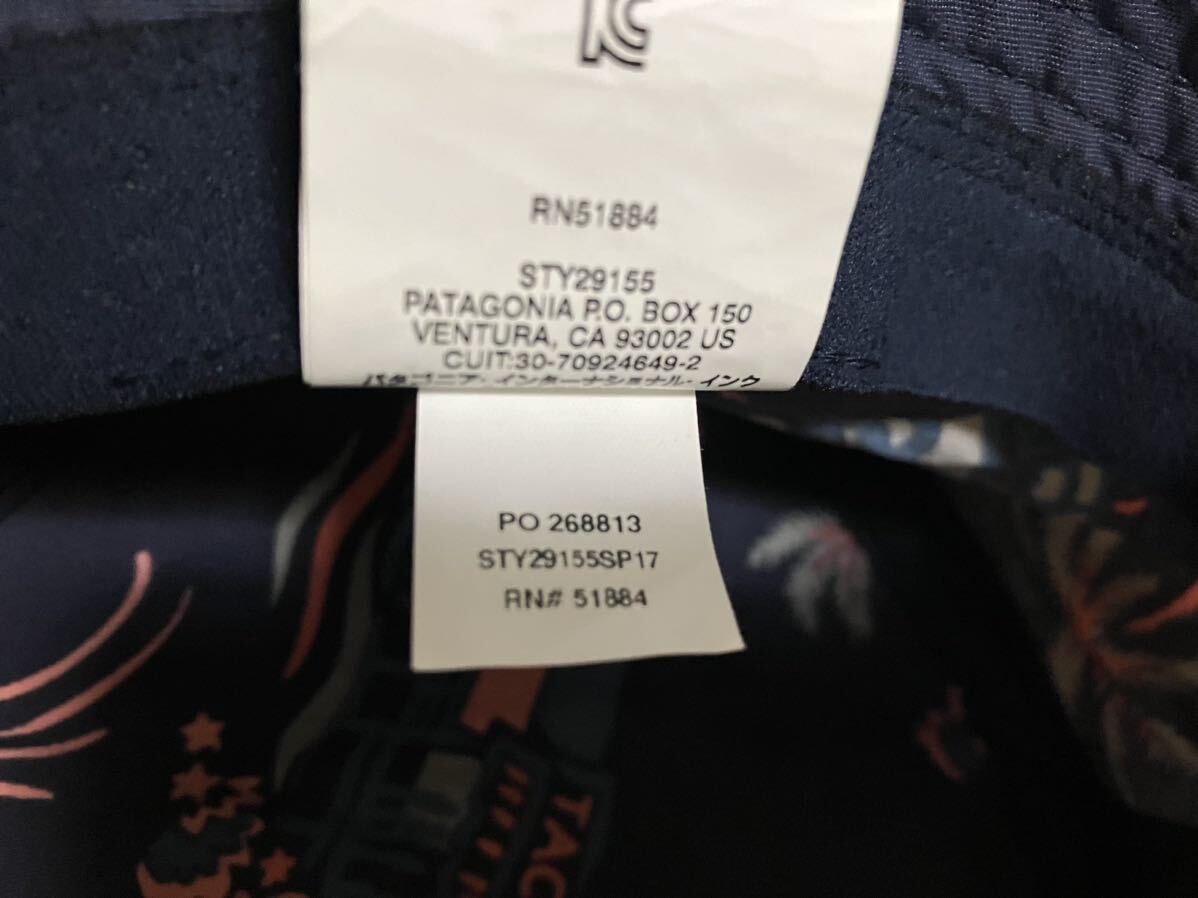 RN51884
STY29155
PATAGONIA P.O. BOX 150
VENTURA, CA 93002 US
CUIT:30-70924649-2
パタゴニア・インターナショナル・インク
PO 268813
STY29155SP17
RN# 51884
TAC